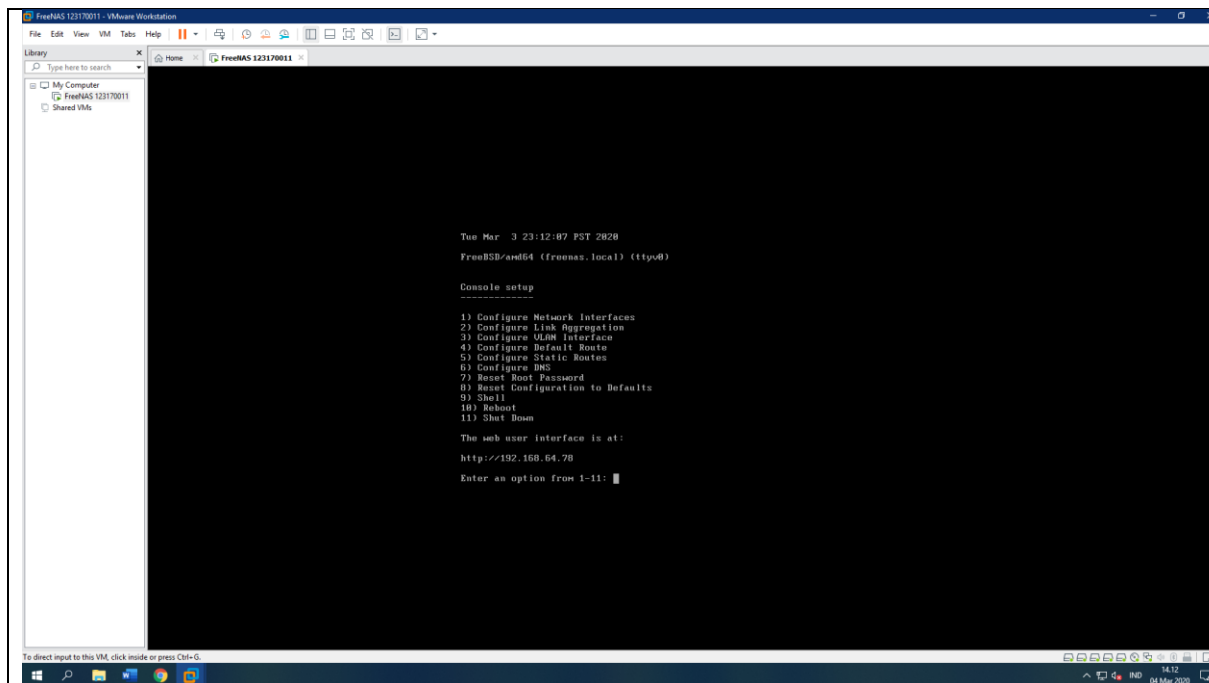 FreeNAS 123170011 - VMware Workstation
File Edit View VM Tabs Help
Library
Home
FreeNAS 123170011
Type here to search
My Computer
FreeNAS 123170011
Shared VMs
Tue Mar 3 23:12:07 PST 2020
FreeBSD/amd64 (freenas.local) (ttyv0)
Console setup
-------------
1) Configure Network Interfaces
2) Configure Link Aggregation
3) Configure VLAN Interface
4) Configure Default Route
5) Configure Static Routes
6) Configure DNS
7) Reset Root Password
8) Reset Configuration to Defaults
9) Shell
10) Reboot
11) Shut Down
The web user interface is at:
http://192.168.64.78
Enter an option from 1-11:
To direct input to this VM, click inside or press Ctrl+G.
IND
14.12
04 Mar 2020